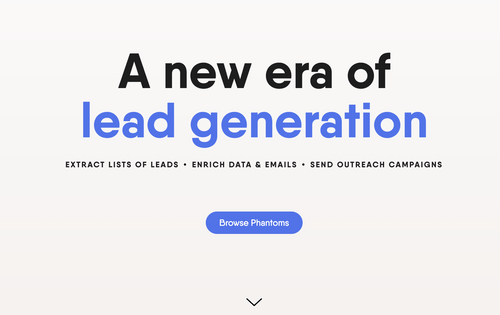 A new era of
lead generation
EXTRACT LISTS OF LEADS • ENRICH DATA & EMAILS • SEND OUTREACH CAMPAIGNS
Browse Phantoms